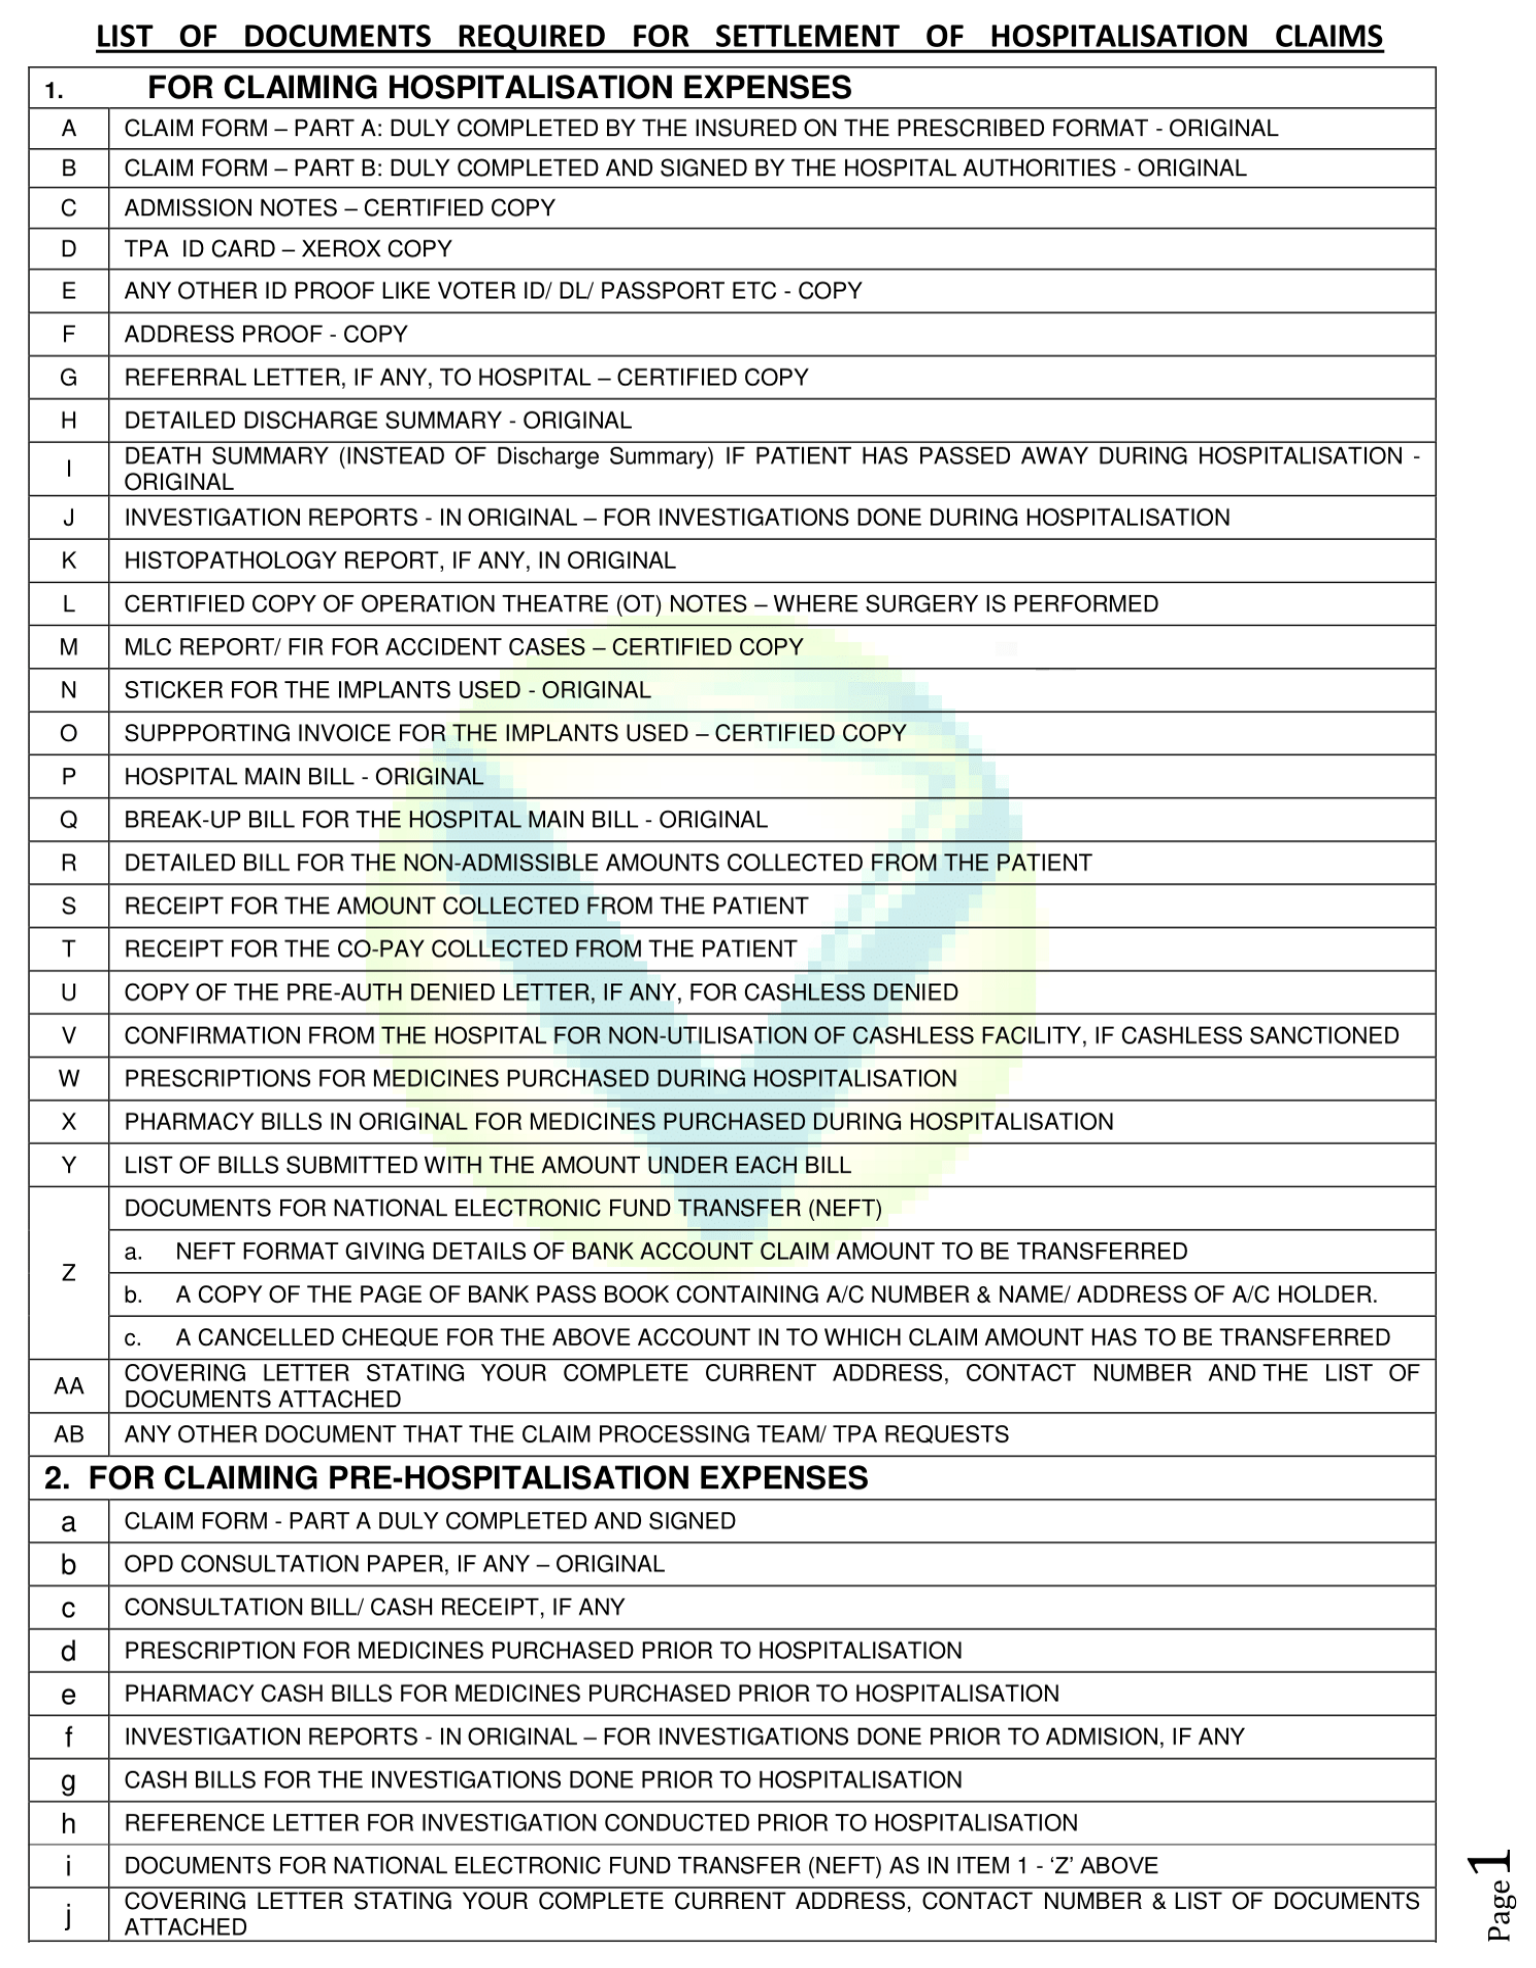 LIST OF DOCUMENTS REQUIRED FOR SETTLEMENT OF HOSPITALISATION CLAIMS
1. FOR CLAIMING HOSPITALISATION EXPENSES
A CLAIM FORM – PART A: DULY COMPLETED BY THE INSURED ON THE PRESCRIBED FORMAT - ORIGINAL
B CLAIM FORM – PART B: DULY COMPLETED AND SIGNED BY THE HOSPITAL AUTHORITIES - ORIGINAL
C ADMISSION NOTES – CERTIFIED COPY
D TPA ID CARD – XEROX COPY
E ANY OTHER ID PROOF LIKE VOTER ID/ DL/ PASSPORT ETC - COPY
F ADDRESS PROOF - COPY
G REFERRAL LETTER, IF ANY, TO HOSPITAL – CERTIFIED COPY
H DETAILED DISCHARGE SUMMARY - ORIGINAL
I DEATH SUMMARY (INSTEAD OF Discharge Summary) IF PATIENT HAS PASSED AWAY DURING HOSPITALISATION -
ORIGINAL
J INVESTIGATION REPORTS - IN ORIGINAL – FOR INVESTIGATIONS DONE DURING HOSPITALISATION
K HISTOPATHOLOGY REPORT, IF ANY, IN ORIGINAL
L CERTIFIED COPY OF OPERATION THEATRE (OT) NOTES – WHERE SURGERY IS PERFORMED
M MLC REPORT/ FIR FOR ACCIDENT CASES – CERTIFIED COPY
N STICKER FOR THE IMPLANTS USED - ORIGINAL
O SUPPPORTING INVOICE FOR THE IMPLANTS USED – CERTIFIED COPY
P HOSPITAL MAIN BILL - ORIGINAL
Q BREAK-UP BILL FOR THE HOSPITAL MAIN BILL - ORIGINAL
R DETAILED BILL FOR THE NON-ADMISSIBLE AMOUNTS COLLECTED FROM THE PATIENT
S RECEIPT FOR THE AMOUNT COLLECTED FROM THE PATIENT
T RECEIPT FOR THE CO-PAY COLLECTED FROM THE PATIENT
U COPY OF THE PRE-AUTH DENIED LETTER, IF ANY, FOR CASHLESS DENIED
V CONFIRMATION FROM THE HOSPITAL FOR NON-UTILISATION OF CASHLESS FACILITY, IF CASHLESS SANCTIONED
W PRESCRIPTIONS FOR MEDICINES PURCHASED DURING HOSPITALISATION
X PHARMACY BILLS IN ORIGINAL FOR MEDICINES PURCHASED DURING HOSPITALISATION
Y LIST OF BILLS SUBMITTED WITH THE AMOUNT UNDER EACH BILL
Z DOCUMENTS FOR NATIONAL ELECTRONIC FUND TRANSFER (NEFT)
a. NEFT FORMAT GIVING DETAILS OF BANK ACCOUNT CLAIM AMOUNT TO BE TRANSFERRED
b. A COPY OF THE PAGE OF BANK PASS BOOK CONTAINING A/C NUMBER & NAME/ ADDRESS OF A/C HOLDER.
c. A CANCELLED CHEQUE FOR THE ABOVE ACCOUNT IN TO WHICH CLAIM AMOUNT HAS TO BE TRANSFERRED
AA COVERING LETTER STATING YOUR COMPLETE CURRENT ADDRESS, CONTACT NUMBER AND THE LIST OF
DOCUMENTS ATTACHED
AB ANY OTHER DOCUMENT THAT THE CLAIM PROCESSING TEAM/ TPA REQUESTS
2. FOR CLAIMING PRE-HOSPITALISATION EXPENSES
a CLAIM FORM - PART A DULY COMPLETED AND SIGNED
b OPD CONSULTATION PAPER, IF ANY – ORIGINAL
c CONSULTATION BILL/ CASH RECEIPT, IF ANY
d PRESCRIPTION FOR MEDICINES PURCHASED PRIOR TO HOSPITALISATION
e PHARMACY CASH BILLS FOR MEDICINES PURCHASED PRIOR TO HOSPITALISATION
f INVESTIGATION REPORTS - IN ORIGINAL – FOR INVESTIGATIONS DONE PRIOR TO ADMISION, IF ANY
g CASH BILLS FOR THE INVESTIGATIONS DONE PRIOR TO HOSPITALISATION
h REFERENCE LETTER FOR INVESTIGATION CONDUCTED PRIOR TO HOSPITALISATION
i DOCUMENTS FOR NATIONAL ELECTRONIC FUND TRANSFER (NEFT) AS IN ITEM 1 - ‘Z’ ABOVE
j COVERING LETTER STATING YOUR COMPLETE CURRENT ADDRESS, CONTACT NUMBER & LIST OF DOCUMENTS
ATTACHED
Page 1